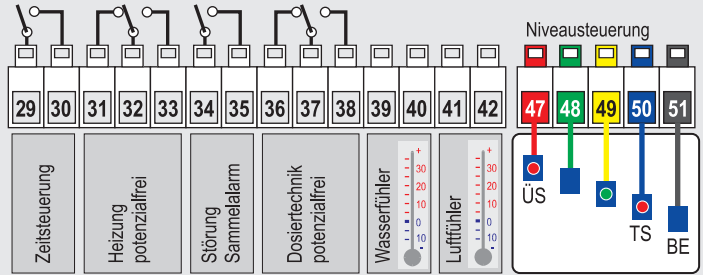 Niveausteuerung
29 30 31 32 33 34 35 36 37 38 39 40 41 42 47 48 49 50 51
Zeitsteuerung
Heizung
potenzialfrei
Störung
Sammelalarm
Dosiertechnik
potenzialfrei
Wasserfühler
+
30
20
10
0
10
-
Luftfühler
+
30
20
10
0
10
-
ÜS
TS
BE